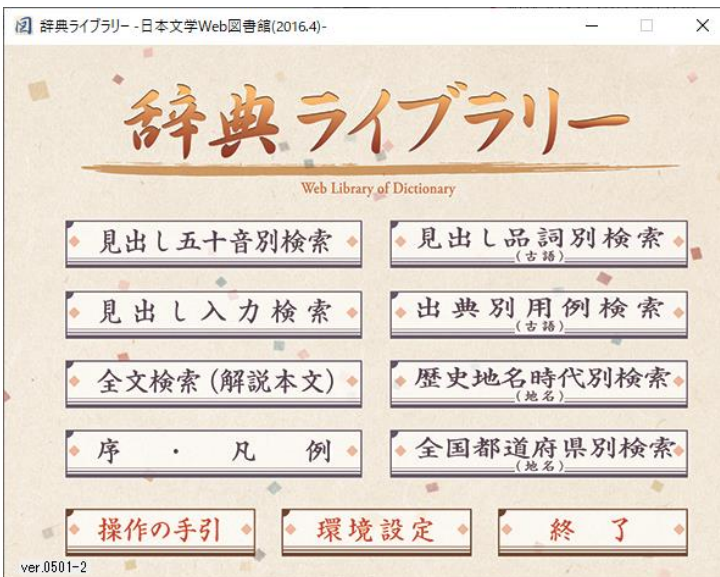 辞典ライブラリー -日本文学Web図書館(2016.4)-
辞典ライブラリー
Web Library of Dictionary
見出し五十音別検索
見出し品詞別検索
(古語)
見出し入力検索
出典別用例検索
(古語)
全文検索(解説本文)
歴史地名時代別検索
(地名)
序・凡例
全国都道府県別検索
(地名)
操作の手引
環境設定
終了
ver.0501-2